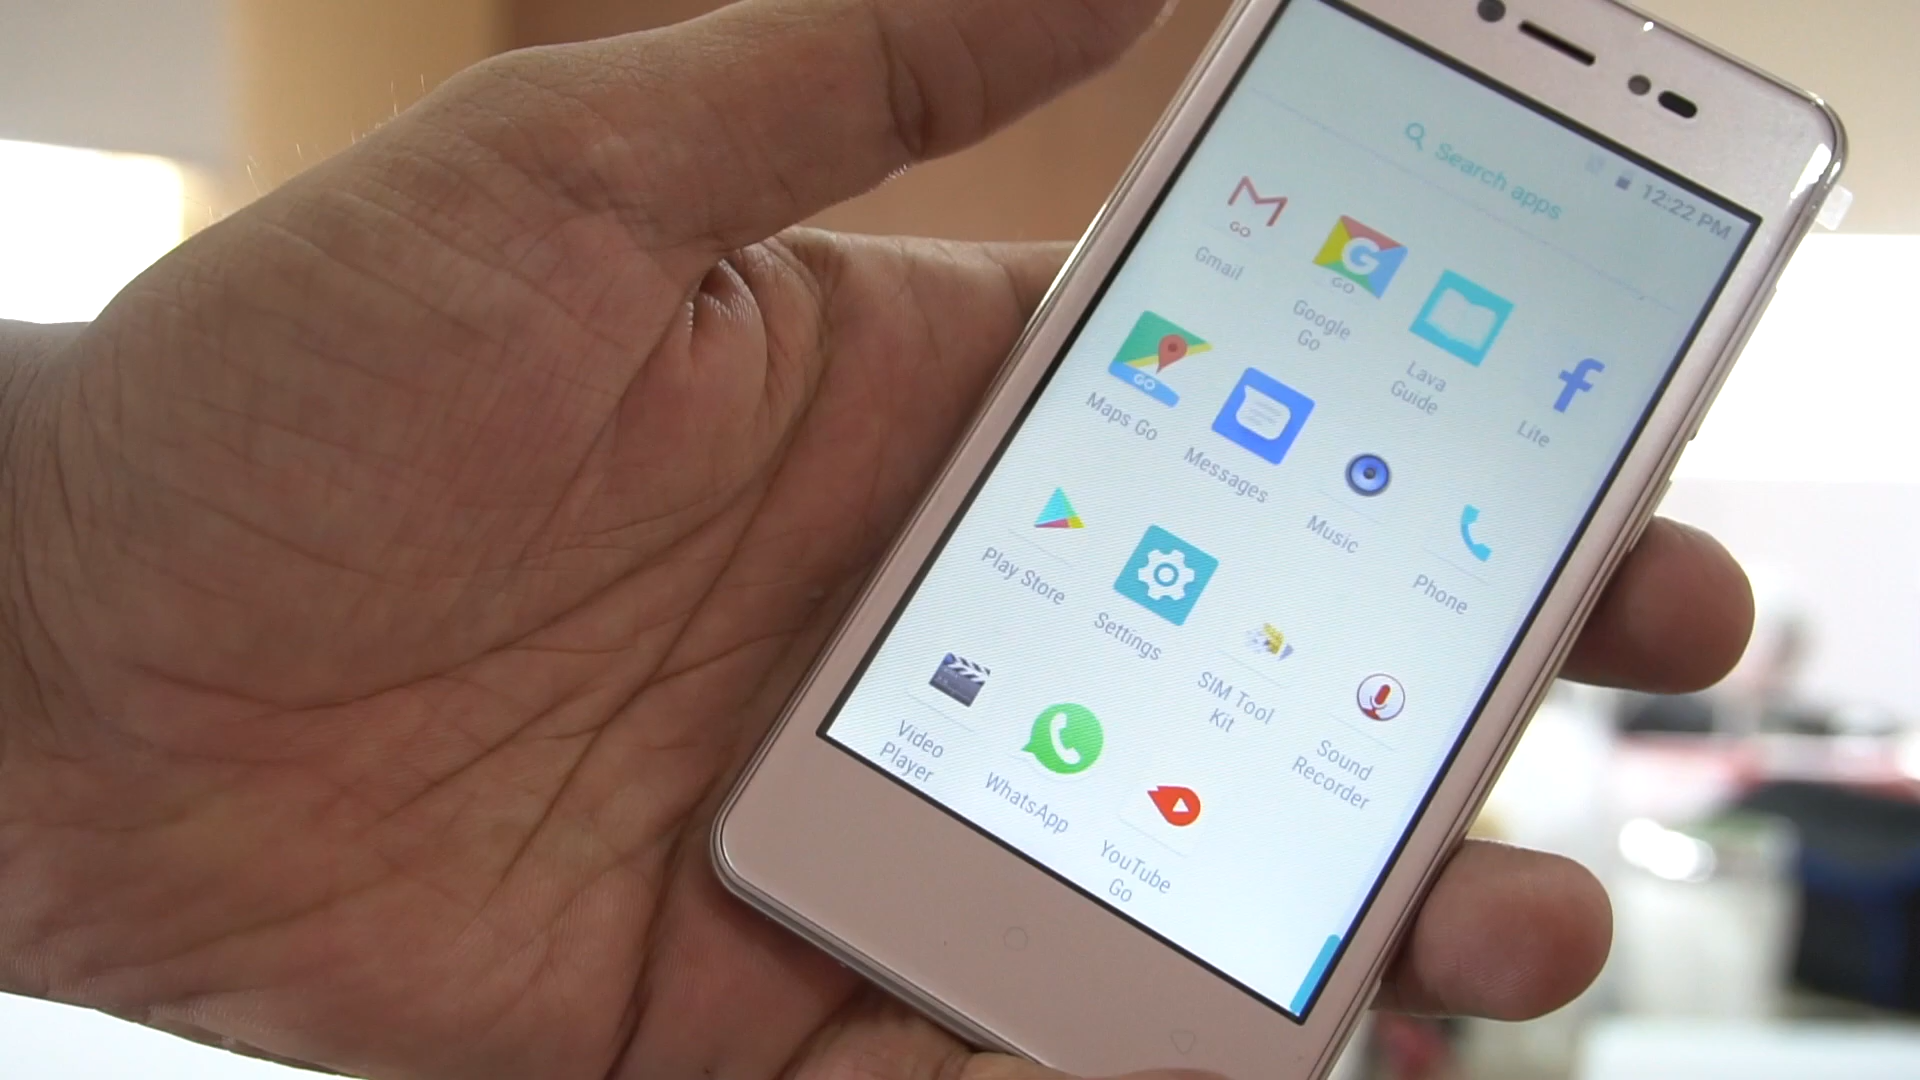 12:22 PM
Search apps
GO
Gmail
G
GO
Google
Go
Lava
Guide
f
Lite
GO
Maps Go
Messages
Music
Phone
Play Store
Settings
SIM Tool
Kit
Sound
Recorder
Video
Player
WhatsApp
YouTube
Go